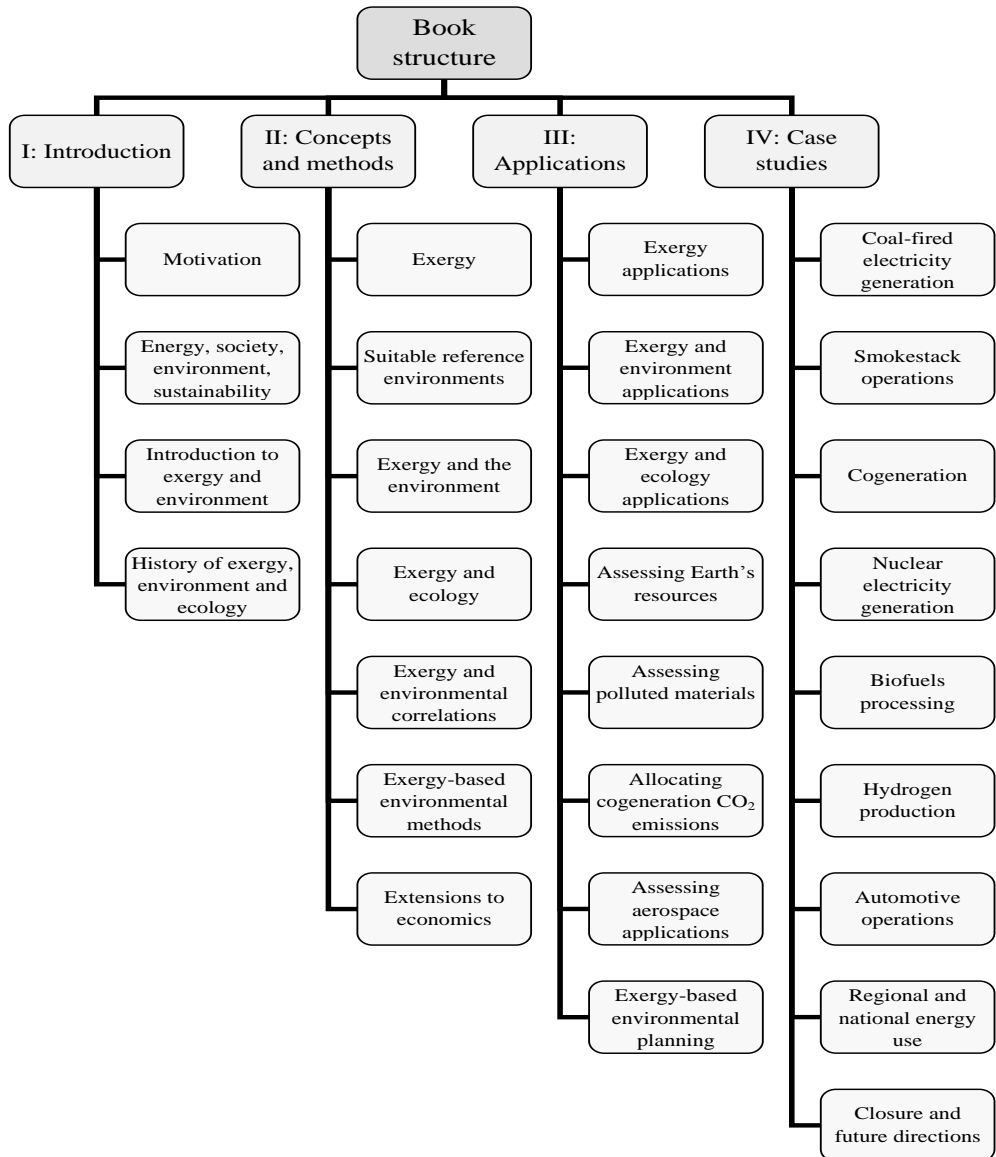 Book
structure
I: Introduction
II: Concepts
and methods
III:
Applications
IV: Case
studies
Motivation
Energy, society,
environment,
sustainability
Introduction to
exergy and
environment
History of exergy,
environment and
ecology
Exergy
Suitable reference
environments
Exergy and the
environment
Exergy and
ecology
Exergy and
environmental
correlations
Exergy-based
environmental
methods
Extensions to
economics
Exergy
applications
Exergy and
environment
applications
Exergy and
ecology
applications
Assessing Earth’s
resources
Assessing
polluted materials
Allocating
cogeneration CO₂
emissions
Assessing
aerospace
applications
Exergy-based
environmental
planning
Coal-fired
electricity
generation
Smokestack
operations
Cogeneration
Nuclear
electricity
generation
Biofuels
processing
Hydrogen
production
Automotive
operations
Regional and
national energy
use
Closure and
future directions